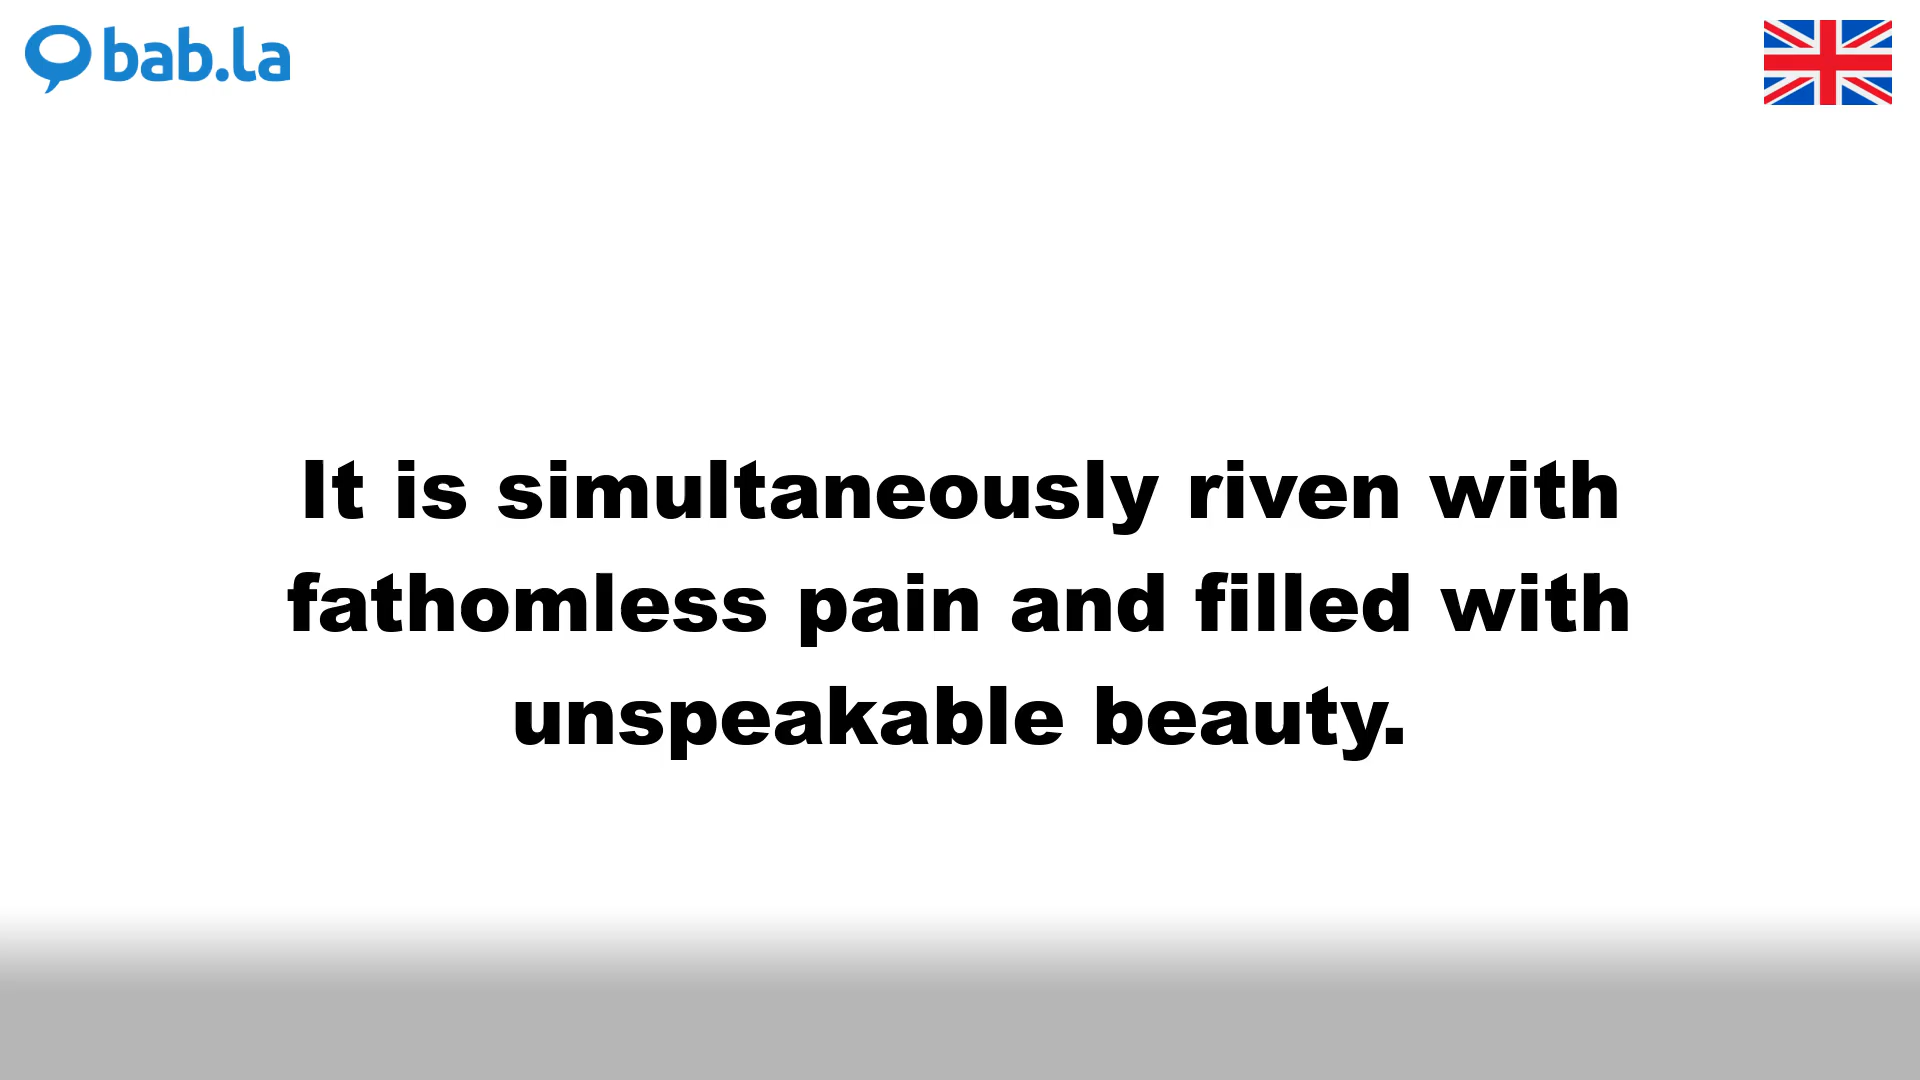 bab.la
It is simultaneously riven with
fathomless pain and filled with
unspeakable beauty.